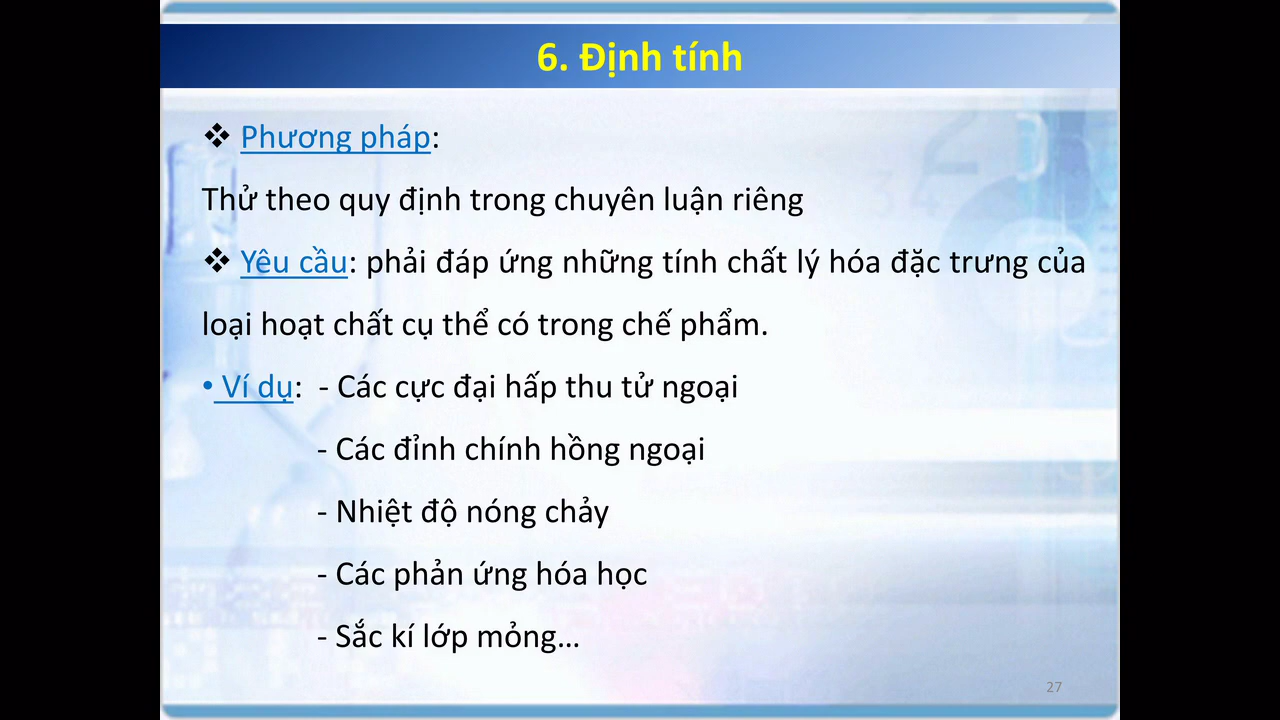 6. Định tính
❖ Phương pháp:
Thử theo quy định trong chuyên luận riêng
❖ Yêu cầu: phải đáp ứng những tính chất lý hóa đặc trưng của
loại hoạt chất cụ thể có trong chế phẩm.
• Ví dụ: - Các cực đại hấp thu tử ngoại
- Các đỉnh chính hồng ngoại
- Nhiệt độ nóng chảy
- Các phản ứng hóa học
- Sắc kí lớp mỏng...
27